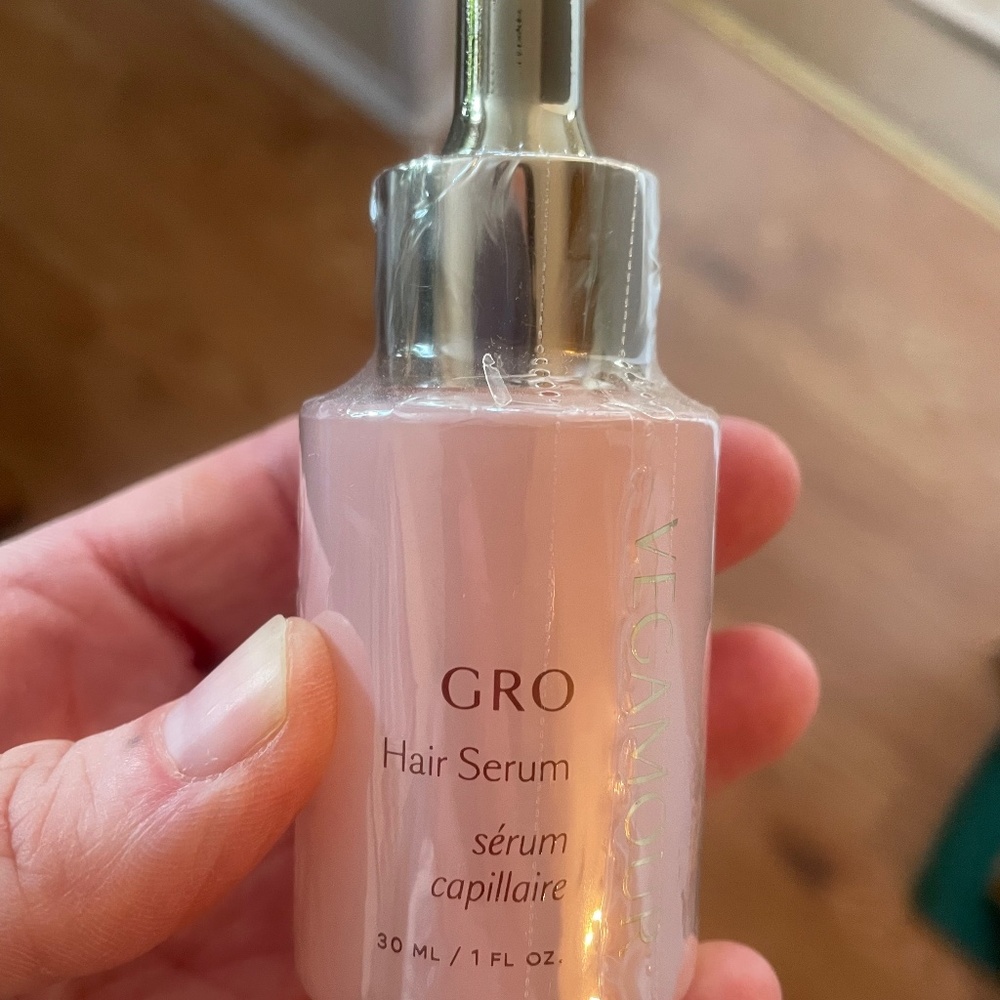 GRO
Hair Serum
sérum
capillaire
30 ML / 1 FL OZ.
VEGAMOUR